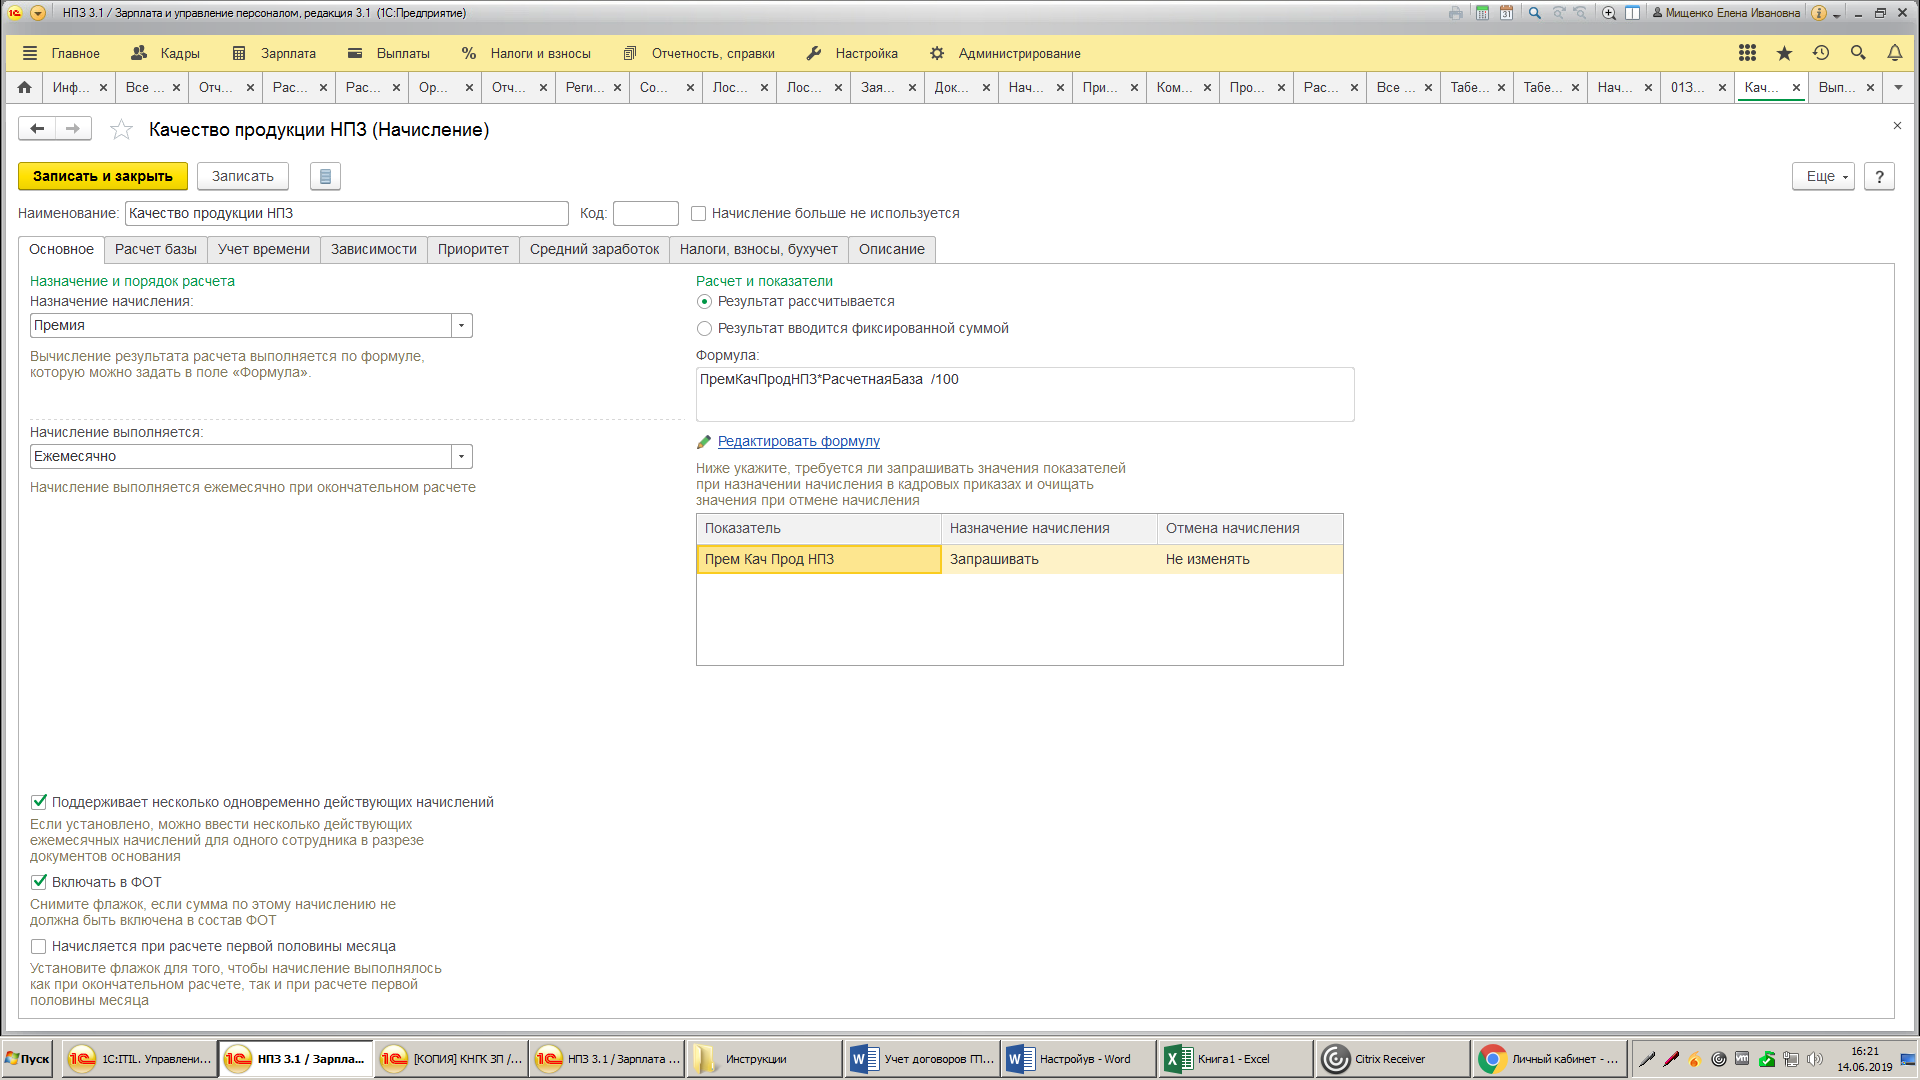 НПЗ 3.1 / Зарплата и управление персоналом, редакция 3.1 (1С:Предприятие)
Мищенко Елена Ивановна
Главное
Кадры
Зарплата
Выплаты
Налоги и взносы
Отчетность, справки
Настройка
Администрирование
Инф...
Все ...
Отч...
Рас...
Рас...
Ор...
Отч...
Реги...
Со...
Лос...
Лос...
Зая...
Док...
Нач...
При...
Ком...
Про...
Рас...
Все ...
Табе...
Табе...
Нач...
01З...
Кач...
Вып...
Качество продукции НПЗ (Начисление)
Записать и закрыть
Записать
Еще
?
Наименование: Качество продукции НПЗ
Код:
Начисление больше не используется
Основное
Расчет базы
Учет времени
Зависимости
Приоритет
Средний заработок
Налоги, взносы, бухучет
Описание
Назначение и порядок расчета
Назначение начисления:
Премия
Вычисление результата расчета выполняется по формуле,
которую можно задать в поле «Формула».
Начисление выполняется:
Ежемесячно
Начисление выполняется ежемесячно при окончательном расчете
Расчет и показатели
Результат рассчитывается
Результат вводится фиксированной суммой
Формула:
ПремКачПродНПЗ*РасчетнаяБаза /100
Редактировать формулу
Ниже укажите, требуется ли запрашивать значения показателей
при назначении начисления в кадровых приказах и очищать
значения при отмене начисления
Показатель
Назначение начисления
Отмена начисления
Прем Кач Прод НПЗ
Запрашивать
Не изменять
Поддерживает несколько одновременно действующих начислений
Если установлено, можно ввести несколько действующих
ежемесячных начислений для одного сотрудника в разрезе
документов основания
Включать в ФОТ
Снимите флажок, если сумма по этому начислению не
должна быть включена в состав ФОТ
Начисляется при расчете первой половины месяца
Установите флажок для того, чтобы начисление выполнялось
как при окончательном расчете, так и при расчете первой
половины месяца
Пуск
1С:ITIL. Управлени...
НПЗ 3.1 / Зарпла...
[КОПИЯ] КНГК ЗП /...
НПЗ 3.1 / Зарплата ...
Инструкции
Учет договоров ГП...
Настройув - Word
Книга1 - Excel
Citrix Receiver
Личный кабинет - ...
16:21
14.06.2019